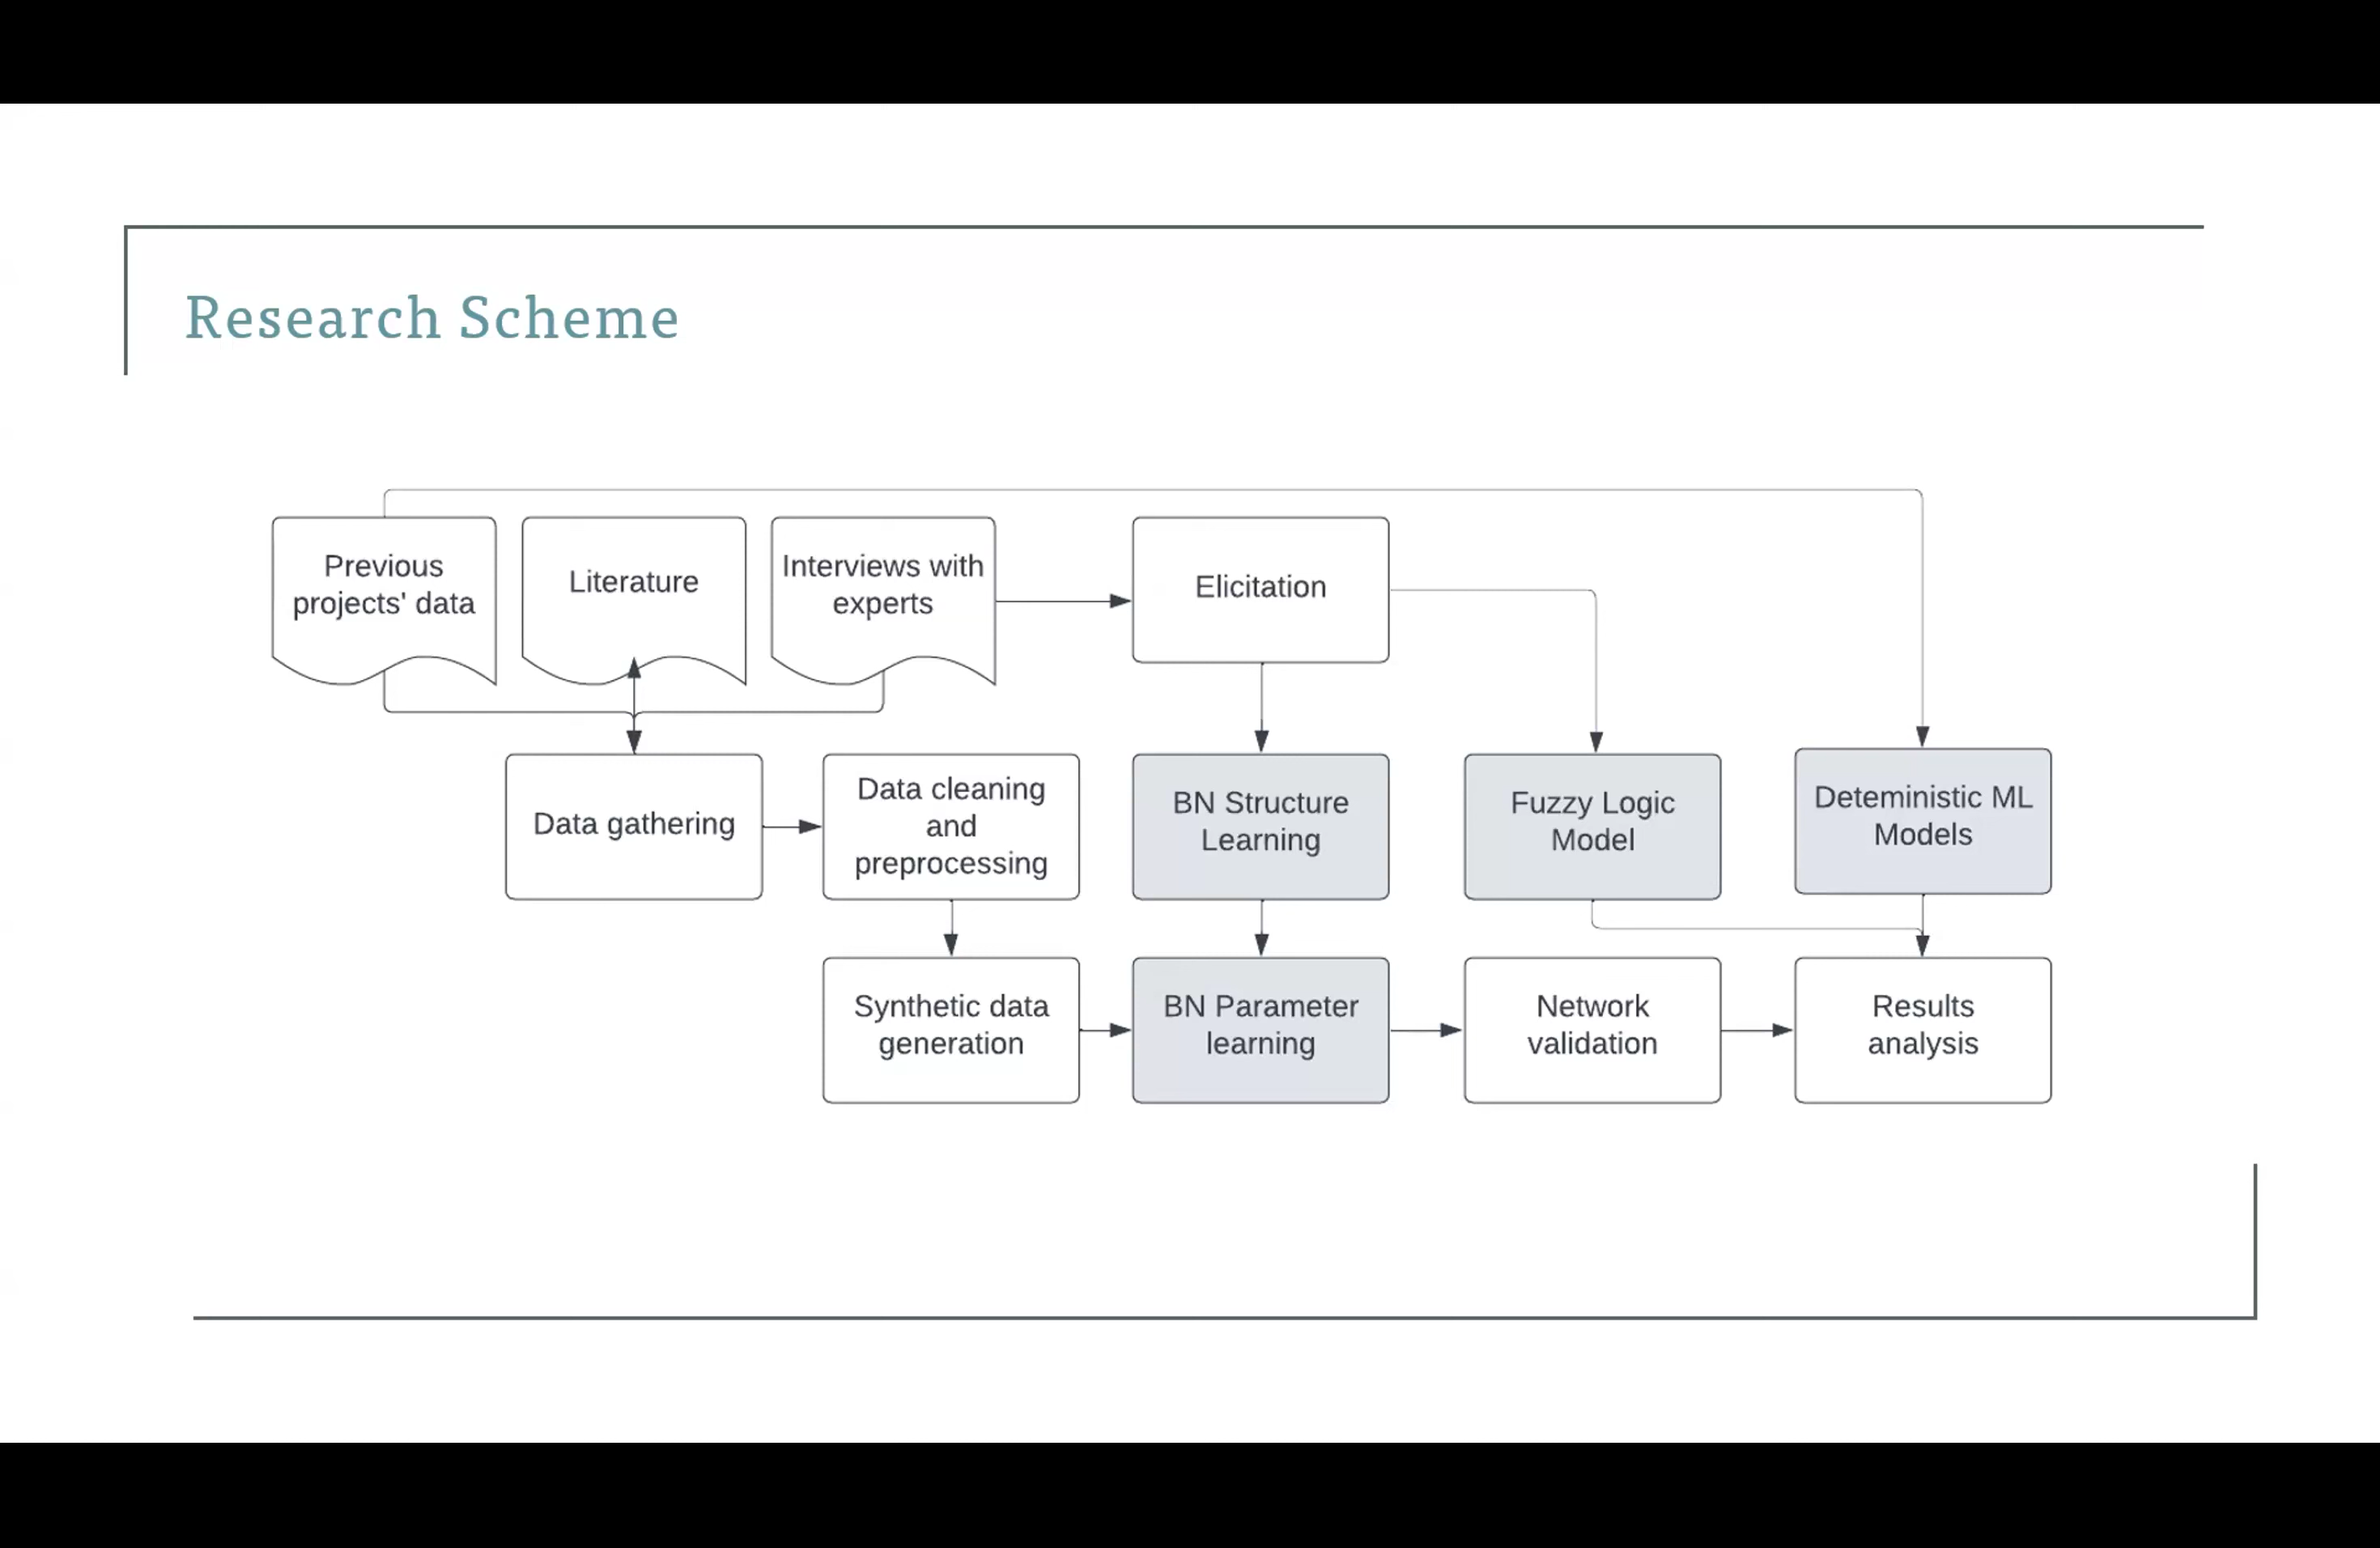 Research Scheme
Previous
projects' data
Literature
Interviews with
experts
Elicitation
Data gathering
Data cleaning
and
preprocessing
BN Structure
Learning
Fuzzy Logic
Model
Deteministic ML
Models
Synthetic data
generation
BN Parameter
learning
Network
validation
Results
analysis